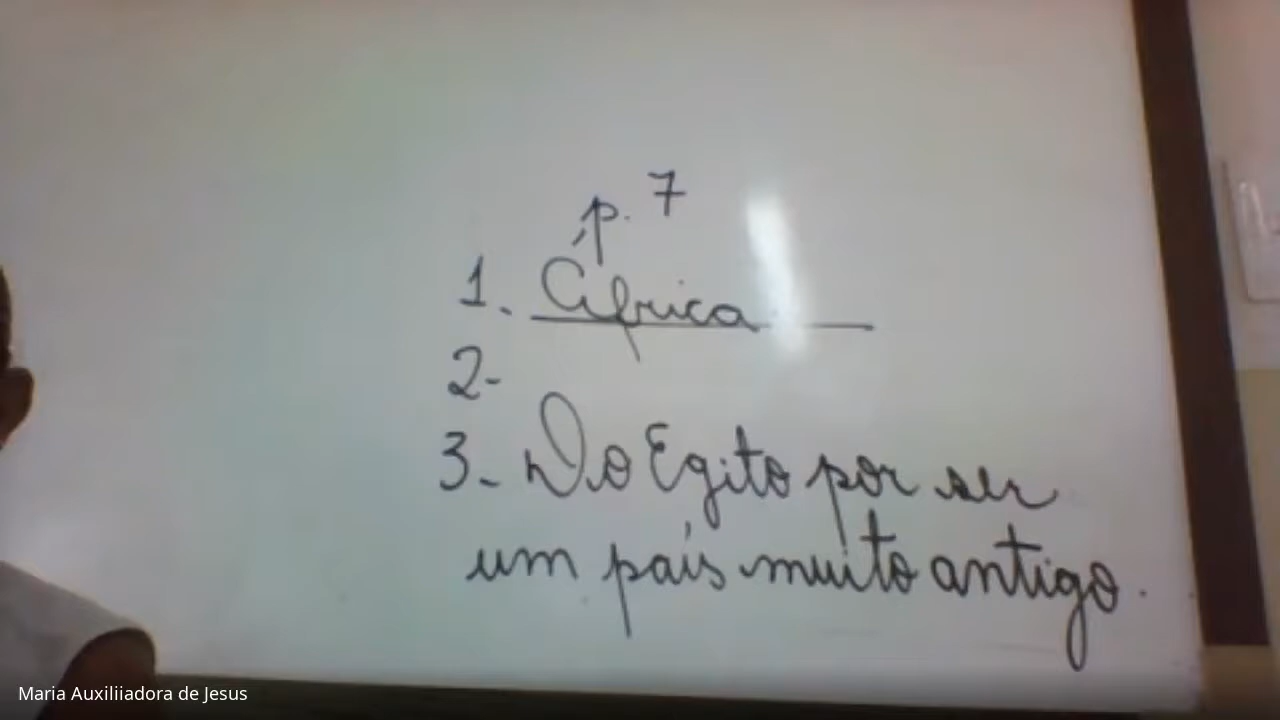 p. 7
1. África
2-
3- Do Egito por ser
um país muito antigo.
Maria Auxiliiadora de Jesus